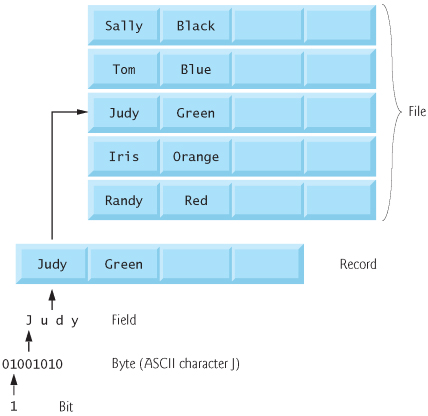 Sally Black
Tom Blue
Judy Green
File
Iris Orange
Randy Red
Judy Green Record
J u d y Field
01001010 Byte (ASCII character J)
1 Bit